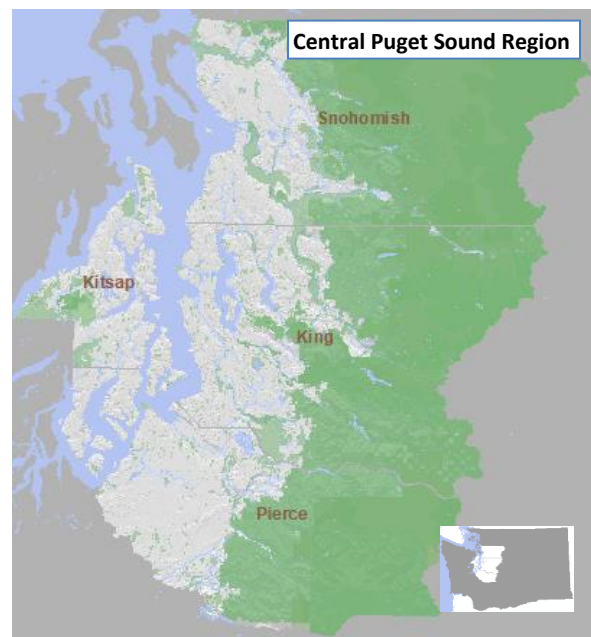 Central Puget Sound Region
Snohomish
Kitsap
King
Pierce